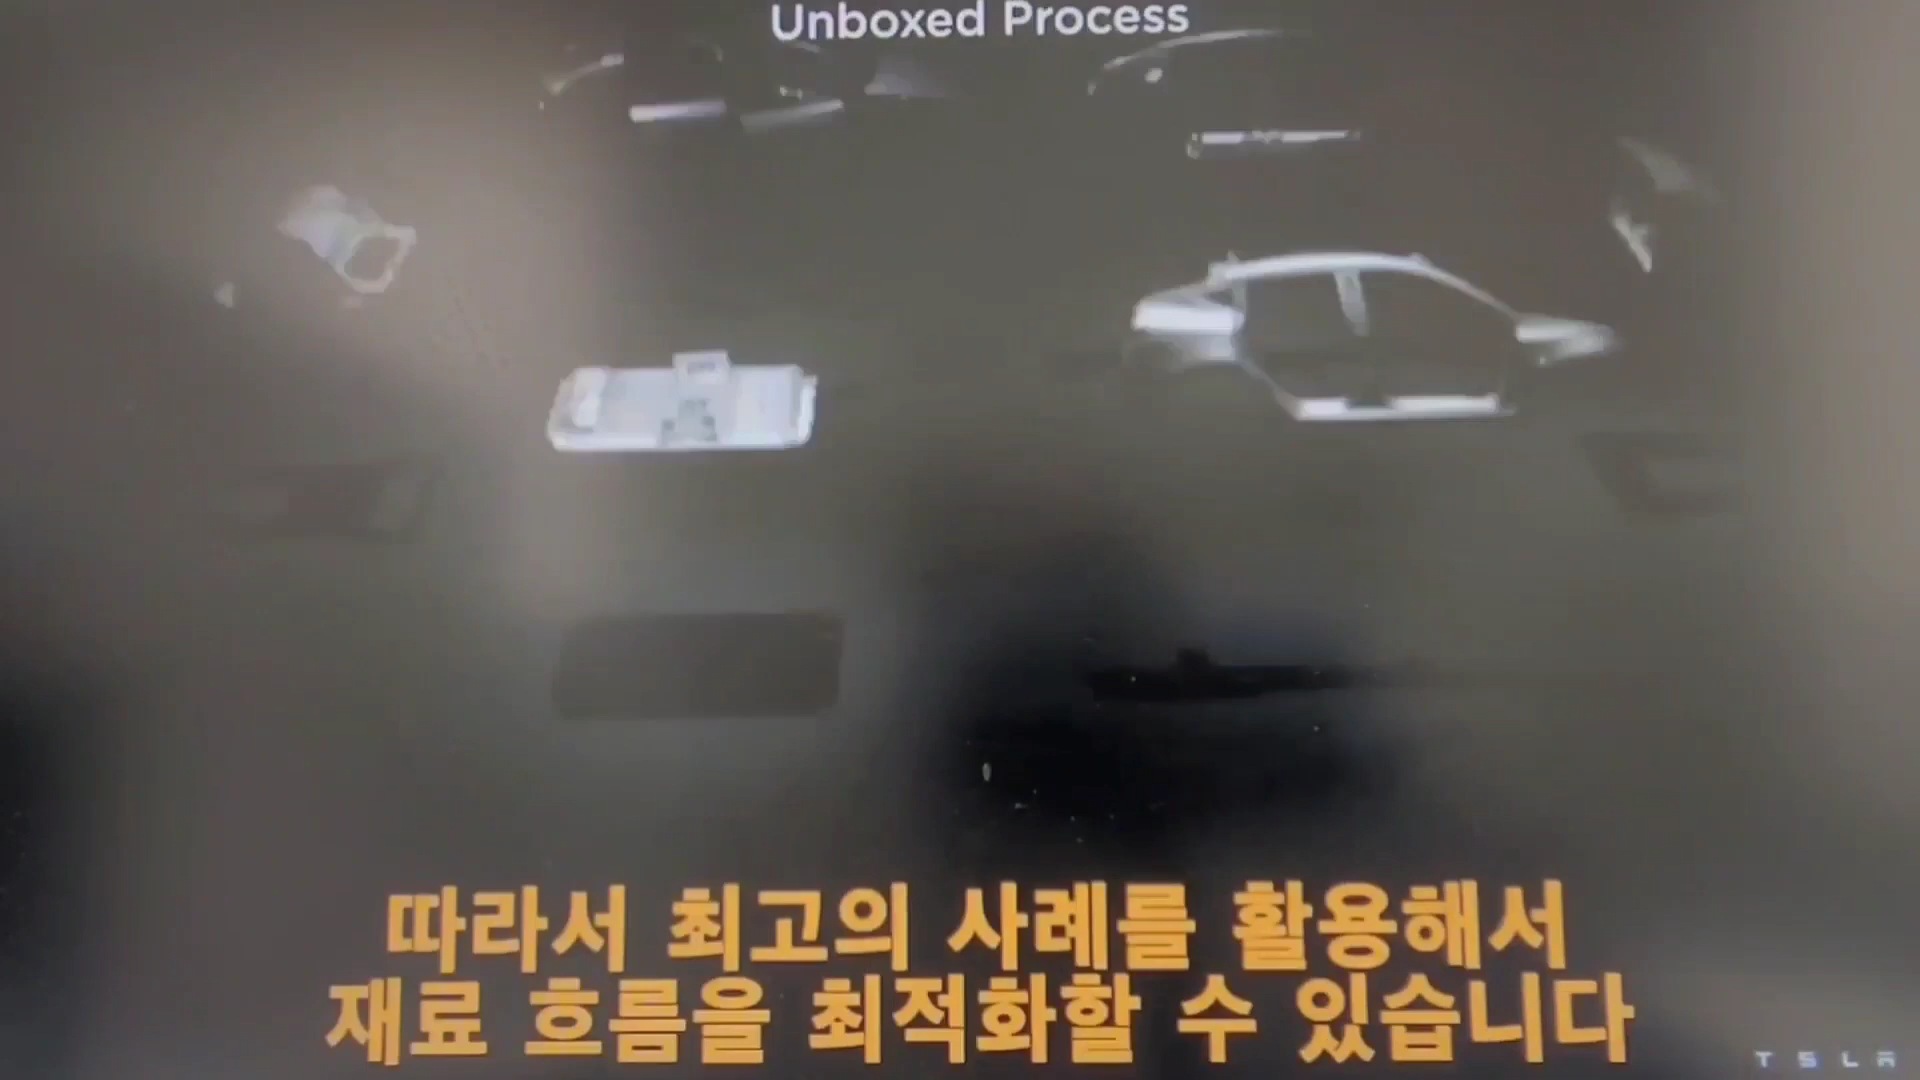 Unboxed Process
따라서 최고의 사례를 활용해서
재료 흐름을 최적화할 수 있습니다
TSLA